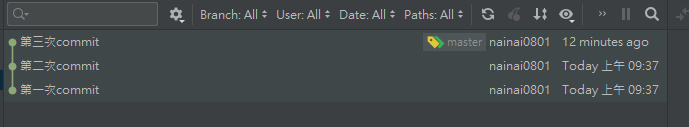 Branch: All User: All Date: All Paths: All
第三次commit master nainai0801 12 minutes ago
第二次commit nainai0801 Today 上午 09:37
第一次commit nainai0801 Today 上午 09:37